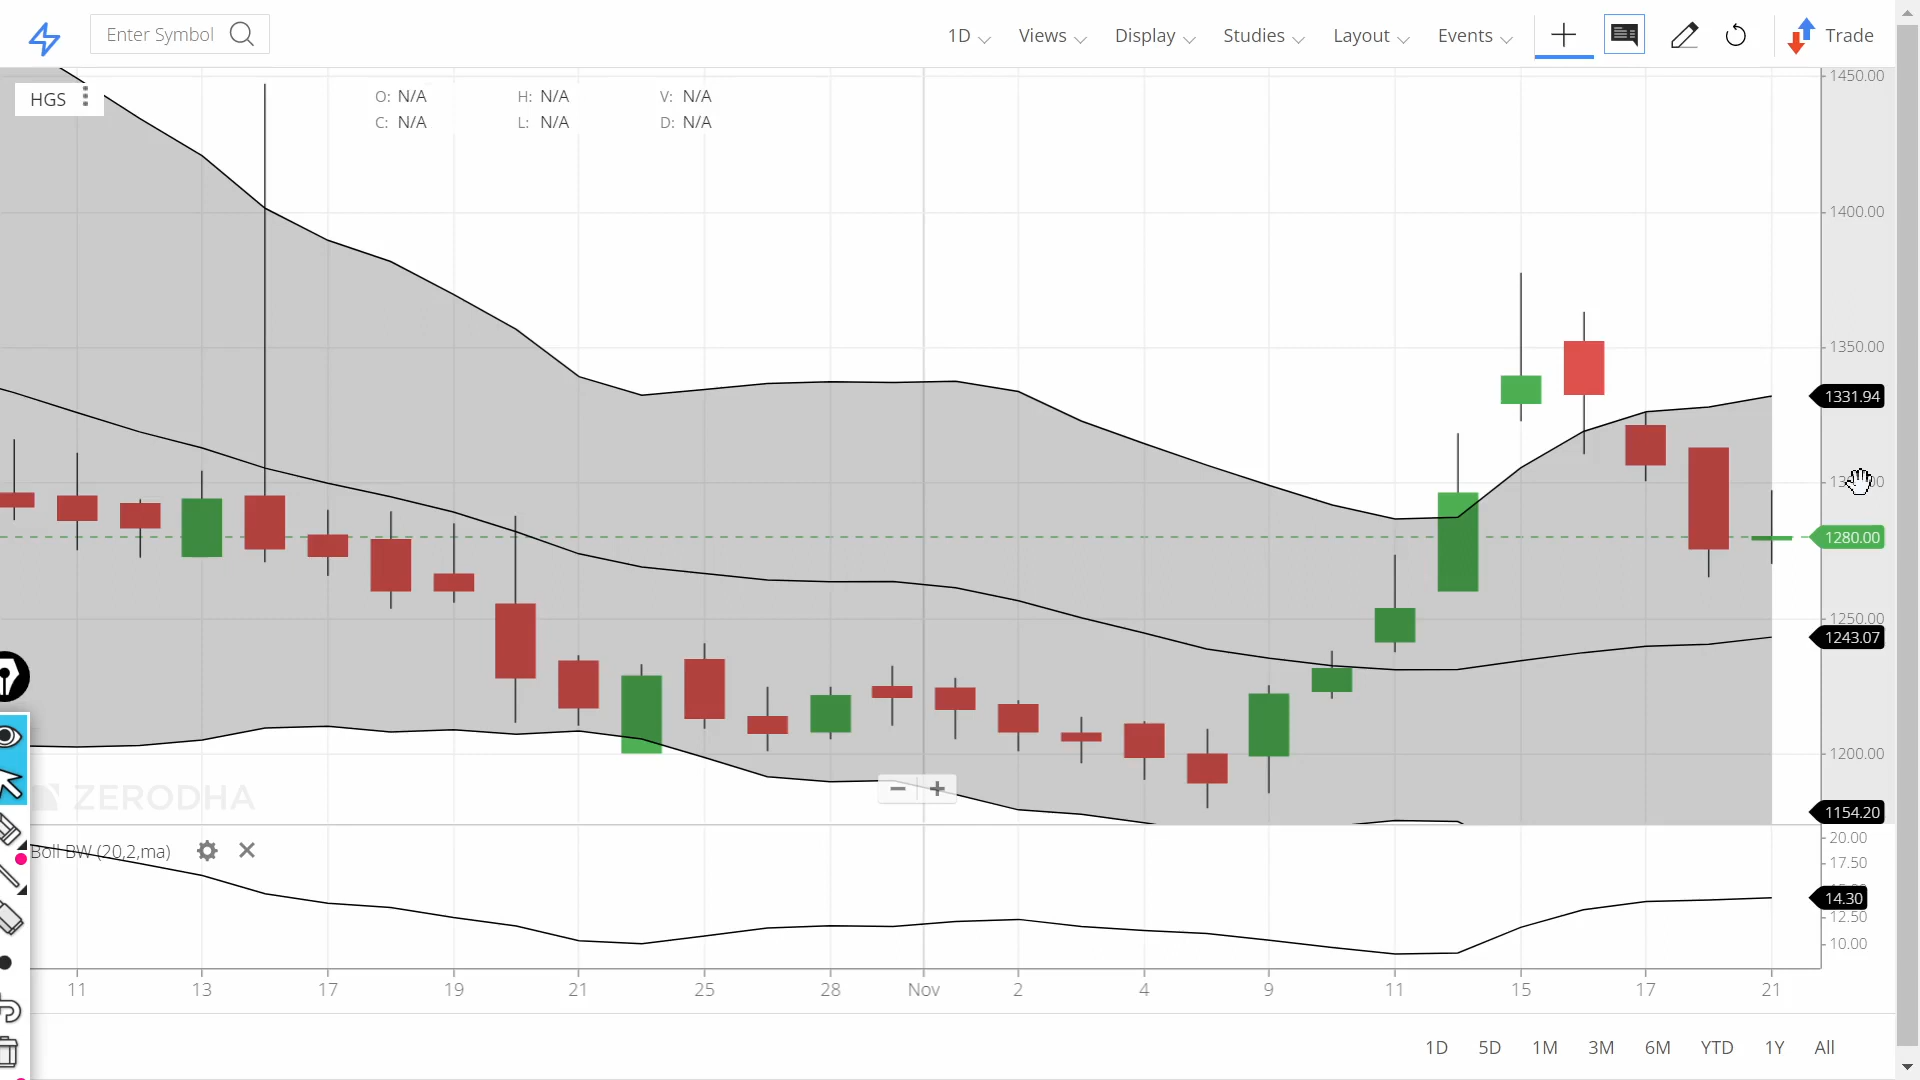 Enter Symbol
1D Views Display Studies Layout Events Trade
HGS
O: N/A H: N/A V: N/A
C: N/A L: N/A D: N/A
1450.00
1400.00
1350.00
1331.94
1280.00
1250.00
1243.07
1200.00
1154.20
ZERODHA
− +
Boll BW (20,2,ma)
20.00
17.50
14.30
12.50
10.00
11 13 17 19 21 25 28 Nov 2 4 9 11 15 17 21
1D 5D 1M 3M 6M YTD 1Y All